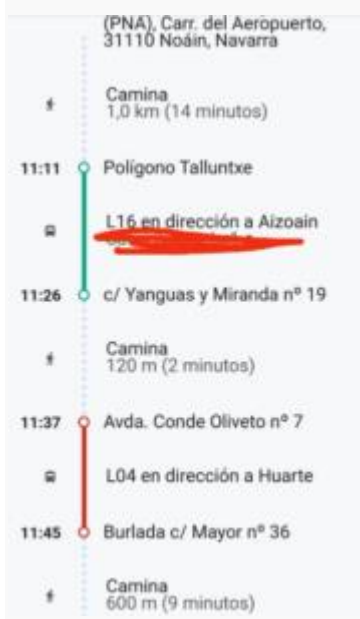 (PNA), Carr. del Aeropuerto,
31110 Noáin, Navarra
Camina
1,0 km (14 minutos)
11:11 Polígono Talluntxe
L16 en dirección a Aizoain
11:26 c/ Yanguas y Miranda nº 19
Camina
120 m (2 minutos)
11:37 Avda. Conde Oliveto nº 7
L04 en dirección a Huarte
11:45 Burlada c/ Mayor nº 36
Camina
600 m (9 minutos)